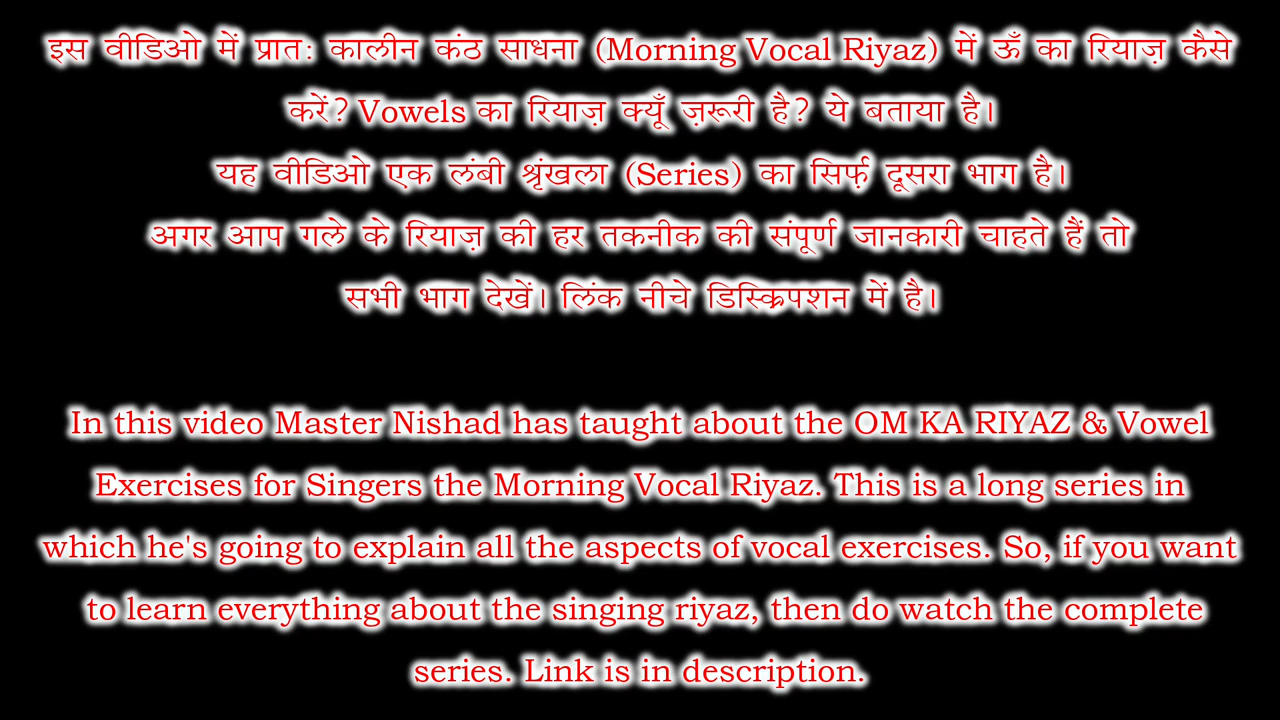 इस वीडिओ में प्रात: कालीन कंठ साधना (Morning Vocal Riyaz) में ऊँ का रियाज़ कैसे
करें? Vowels का रियाज़ क्यूँ ज़रूरी है? ये बताया है।
यह वीडिओ एक लंबी श्रृंखला (Series) का सिर्फ़ दूसरा भाग है।
अगर आप गले के रियाज़ की हर तकनीक की संपूर्ण जानकारी चाहते हैं तो
सभी भाग देखें। लिंक नीचे डिस्क्रिपशन में है।
In this video Master Nishad has taught about the OM KA RIYAZ & Vowel
Exercises for Singers the Morning Vocal Riyaz. This is a long series in
which he's going to explain all the aspects of vocal exercises. So, if you want
to learn everything about the singing riyaz, then do watch the complete
series. Link is in description.